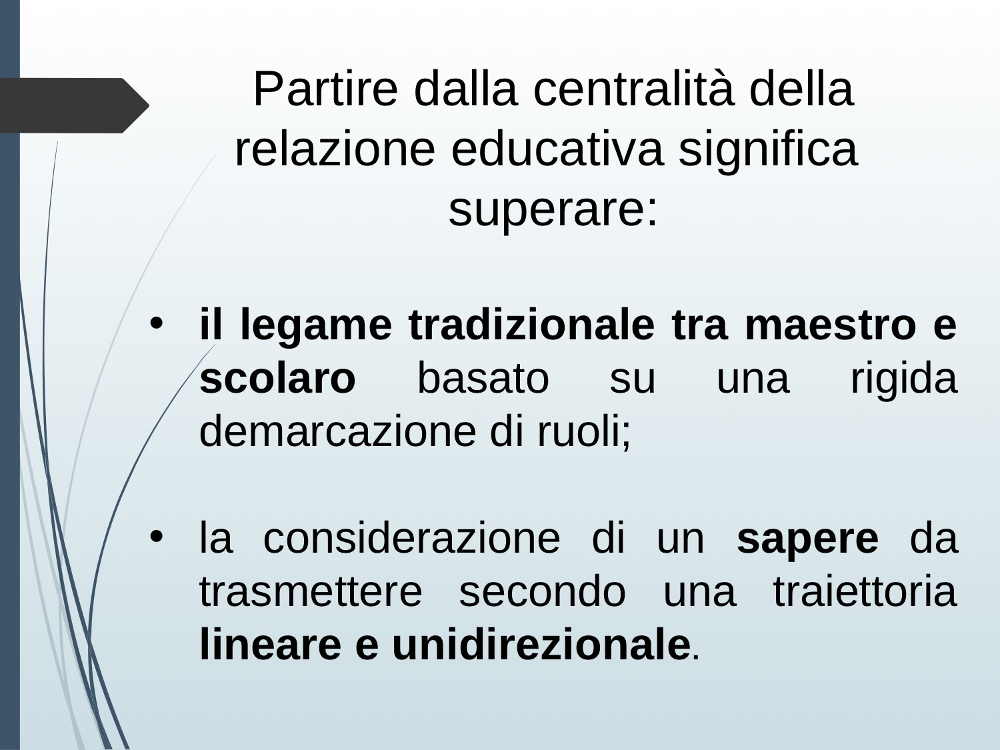 Partire dalla centralità della
relazione educativa significa
superare:
• il legame tradizionale tra maestro e
scolaro basato su una rigida
demarcazione di ruoli;
• la considerazione di un sapere da
trasmettere secondo una traiettoria
lineare e unidirezionale.